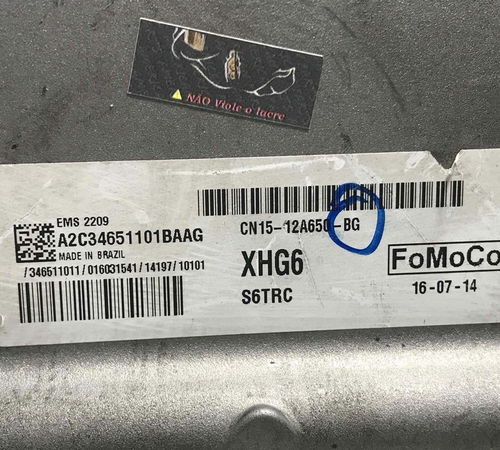 NÃO Viole o lacre
EMS 2209
A2C34651101BAAG
MADE IN BRAZIL
/346511011/016031541/14197/10101
CN15-12A650-BG
XHG6
S6TRC
FoMoCo
16-07-14